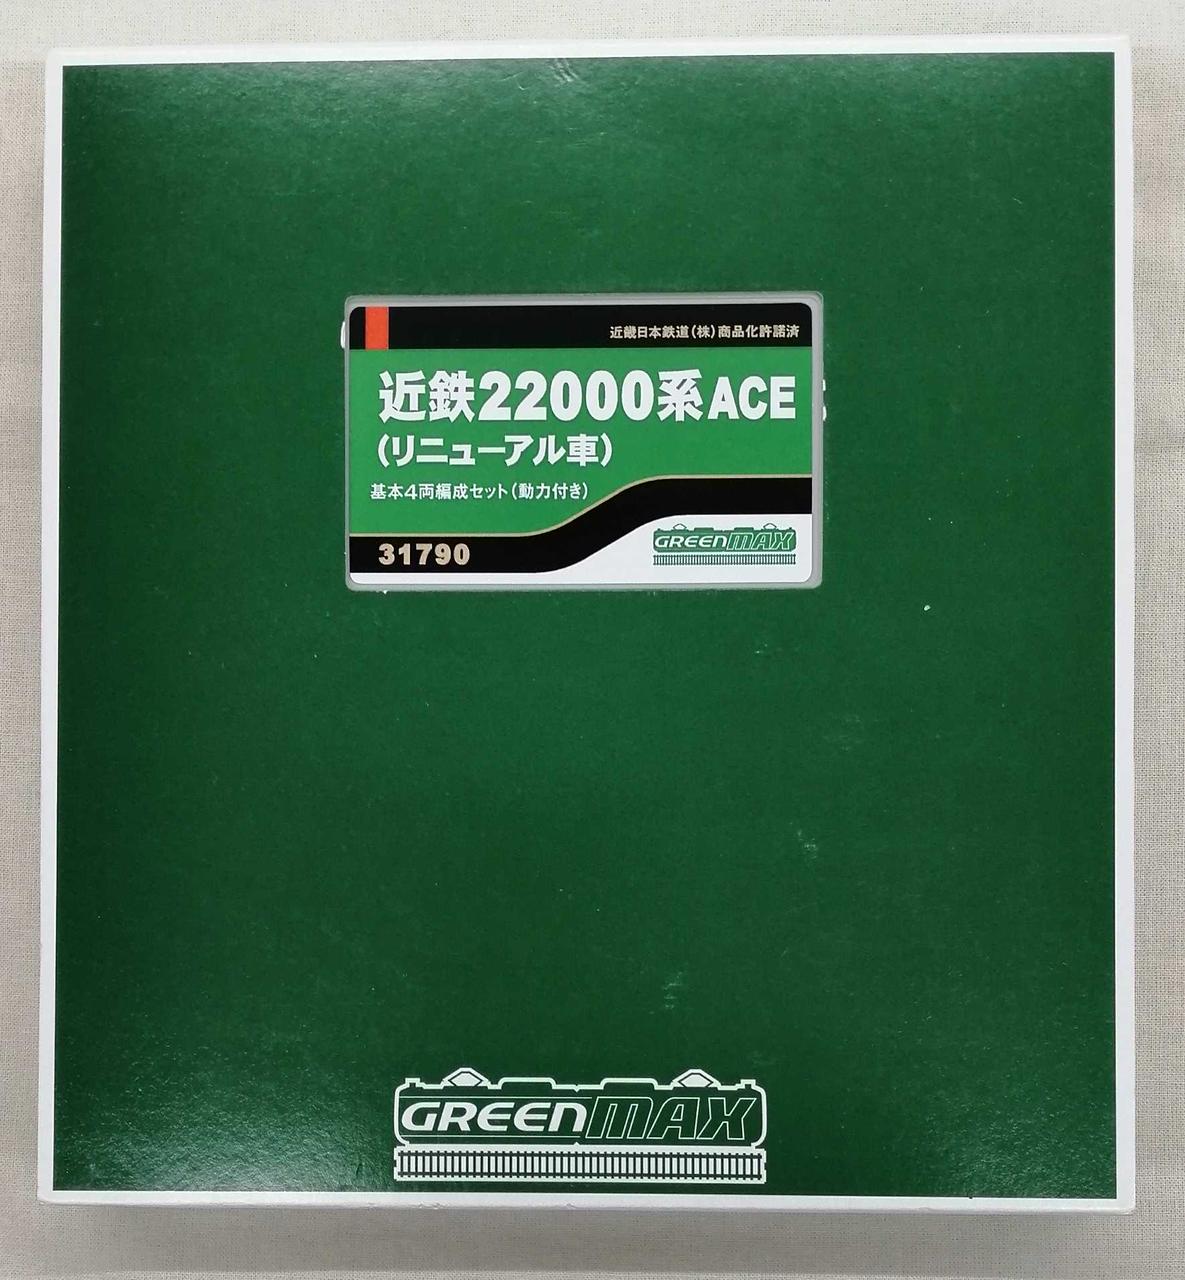 近畿日本鉄道(株)商品化許諾済
近鉄22000系ACE
(リニューアル車)
基本4両編成セット(動力付き)
31790
GREENMAX
GREENMAX